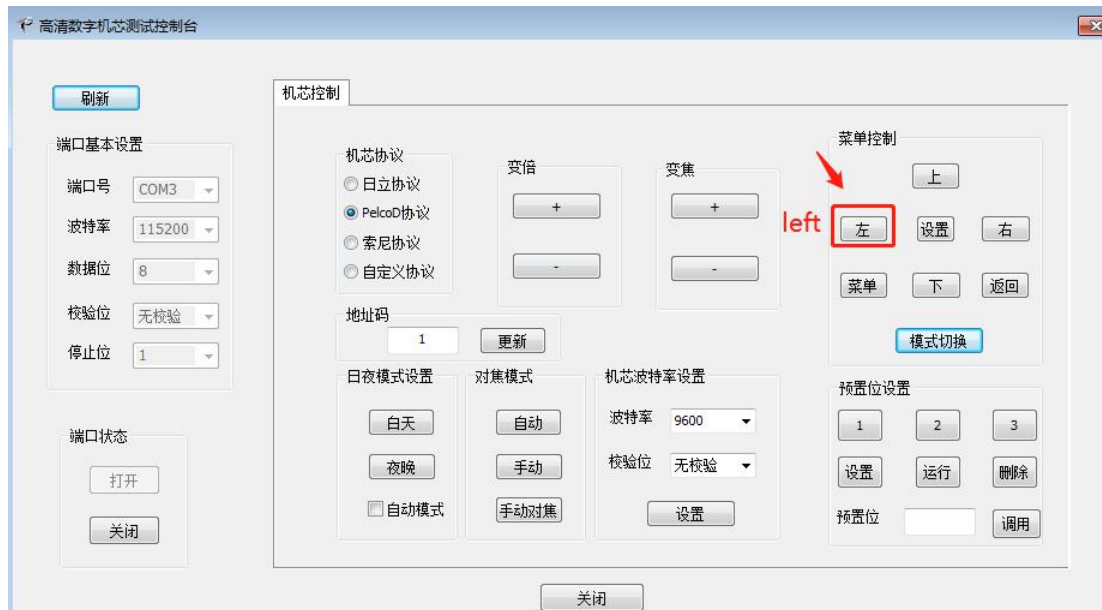 高清数字机芯测试控制台
刷新
端口基本设置
端口号 COM3
波特率 115200
数据位 8
校验位 无校验
停止位 1
端口状态
打开
关闭
机芯控制
机芯协议
日立协议
PelcoD协议
索尼协议
自定义协议
变倍
+
-
变焦
+
-
地址码
1 更新
日夜模式设置
白天
夜晚
自动模式
对焦模式
自动
手动
手动对焦
机芯波特率设置
波特率 9600
校验位 无校验
设置
菜单控制
上
left 左 设置 右
菜单 下 返回
模式切换
预置位设置
1 2 3
设置 运行 删除
预置位 调用
关闭